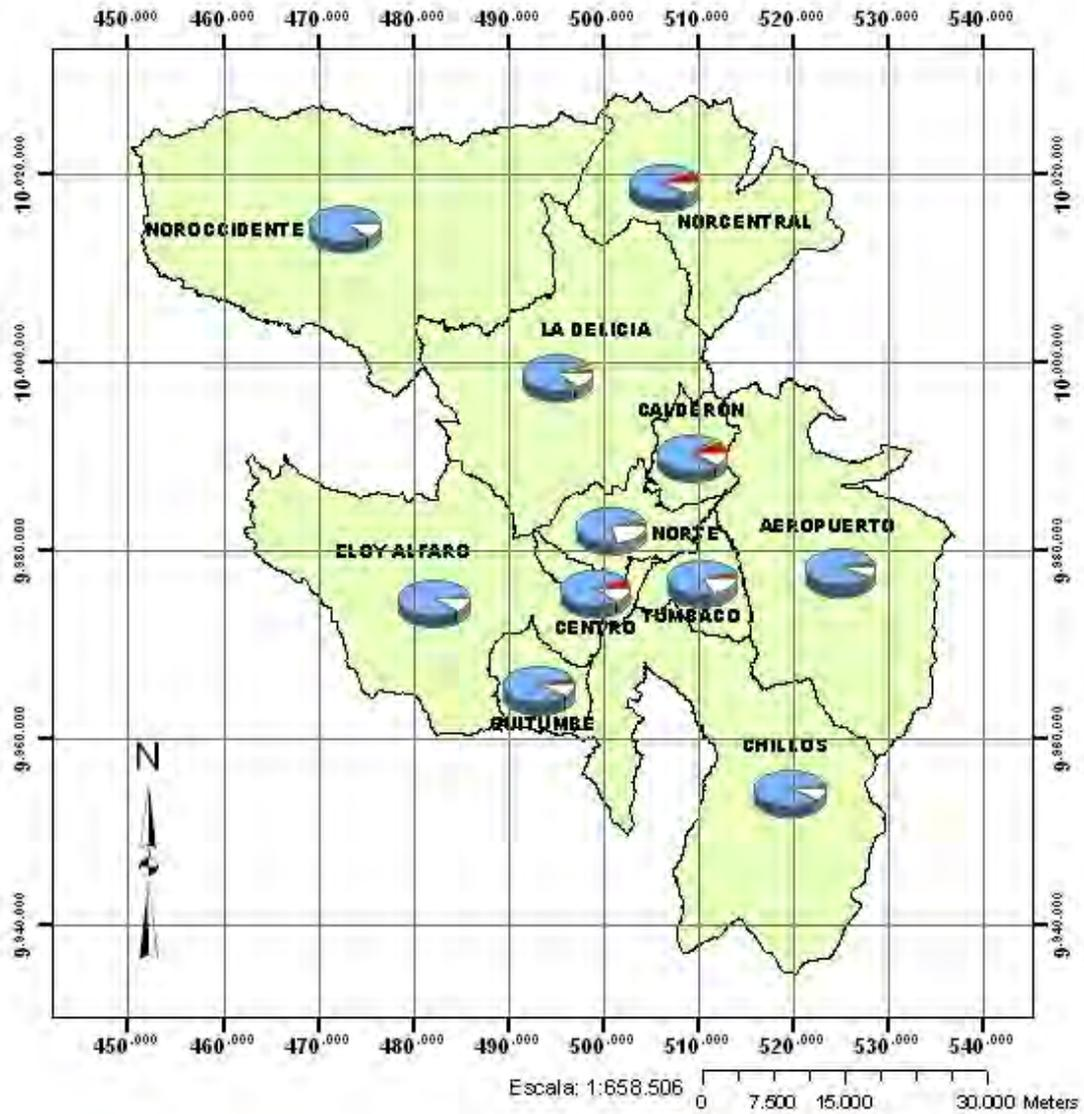 450.000 460.000 470.000 480.000 490.000 500.000 510.000 520.000 530.000 540.000
10.020.000 10.020.000
NOROCCIDENTE
NORCENTRAL
LA DELICIA
10.000.000 10.000.000
CALDERÓN
AEROPUERTO
NORTE
ELOY ALFARO
9.980.000 9.980.000
TUMBACO
CENTRO
QUITUMBE
9.960.000 9.960.000
CHILLOS
N
9.940.000 9.940.000
450.000 460.000 470.000 480.000 490.000 500.000 510.000 520.000 530.000 540.000
Escala: 1:658.506
0 7.500 15.000 30.000 Meters